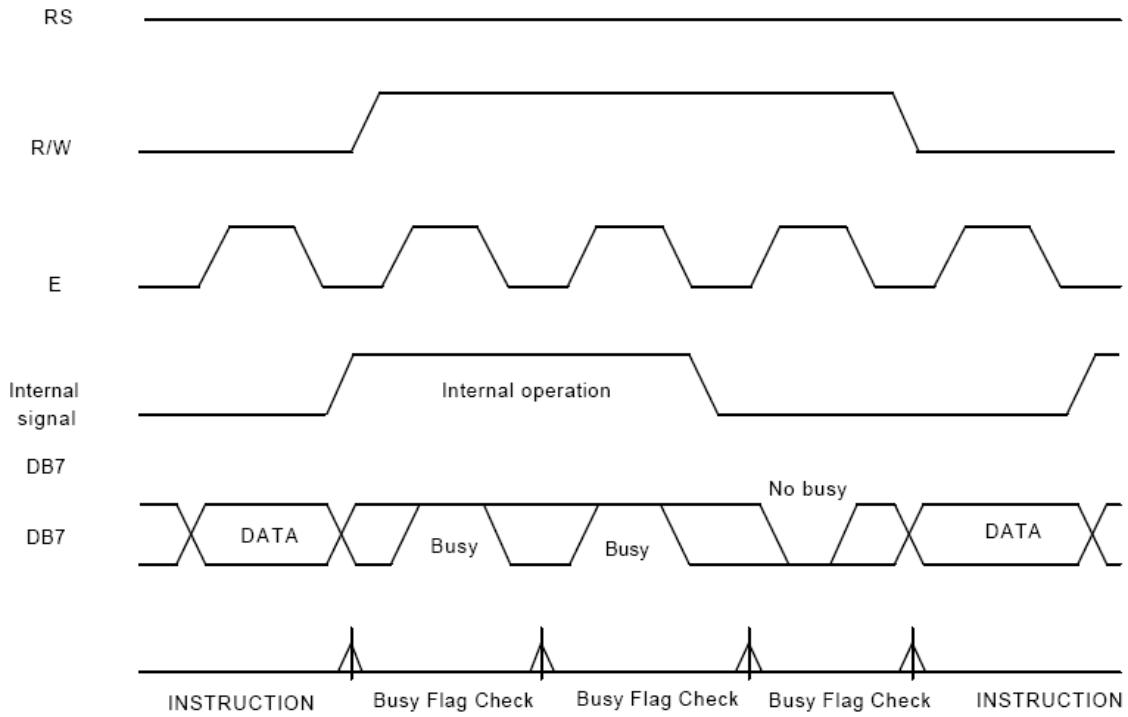 RS
R/W
E
Internal
signal
Internal operation
DB7
No busy
DB7
DATA
Busy
Busy
DATA
INSTRUCTION
Busy Flag Check
Busy Flag Check
Busy Flag Check
INSTRUCTION